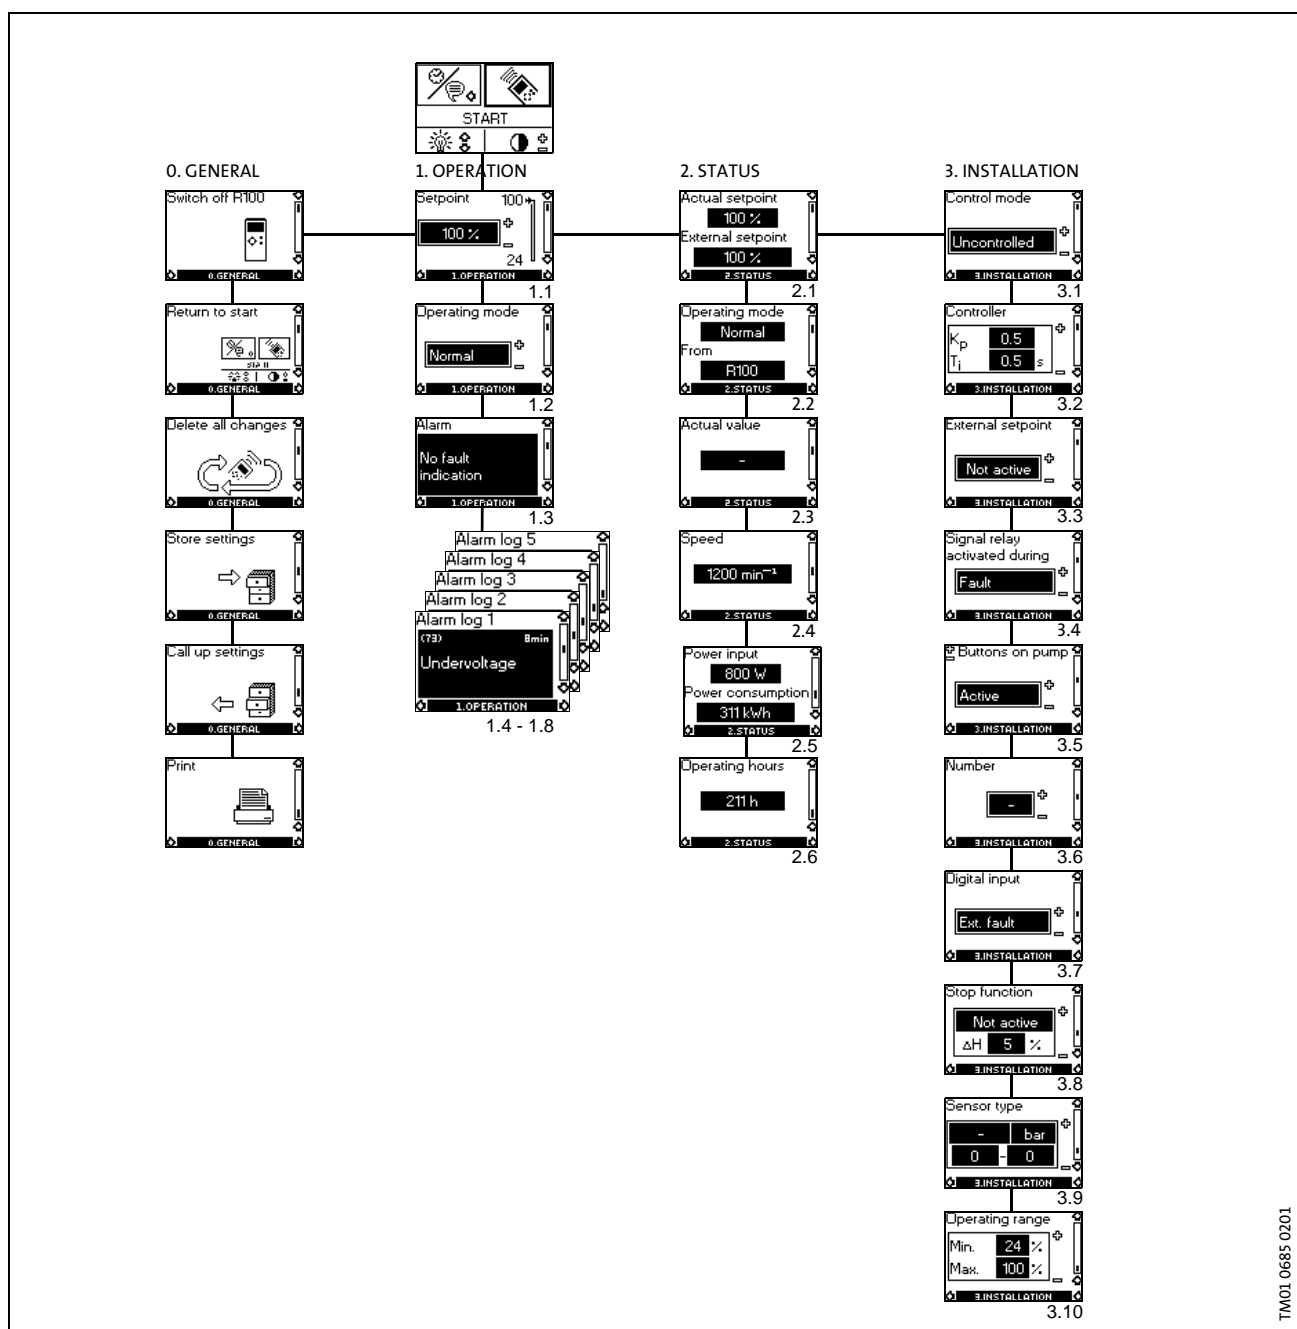 START
0. GENERAL
1. OPERATION
2. STATUS
3. INSTALLATION
Switch off R100
0.GENERAL
Return to start
START
0.GENERAL
Delete all changes
0.GENERAL
Store settings
0.GENERAL
Call up settings
0.GENERAL
Print
0.GENERAL
Setpoint
100
100 %
24
1.OPERATION
1.1
Operating mode
Normal
1.OPERATION
1.2
Alarm
No fault
indication
1.OPERATION
1.3
Alarm log 5
Alarm log 4
Alarm log 3
Alarm log 2
Alarm log 1
(73) 8min
Undervoltage
1.OPERATION
1.4 - 1.8
Actual setpoint
100 %
External setpoint
100 %
2.STATUS
2.1
Operating mode
Normal
From
R100
2.STATUS
2.2
Actual value
-
2.STATUS
2.3
Speed
1200 min⁻¹
2.STATUS
2.4
Power input
800 W
Power consumption
311 kWh
2.STATUS
2.5
Operating hours
211 h
2.STATUS
2.6
Control mode
Uncontrolled
3.INSTALLATION
3.1
Controller
Kp 0.5
Ti 0.5 s
3.INSTALLATION
3.2
External setpoint
Not active
3.INSTALLATION
3.3
Signal relay
activated during
Fault
3.INSTALLATION
3.4
Buttons on pump
Active
3.INSTALLATION
3.5
Number
-
3.INSTALLATION
3.6
Digital input
Ext. fault
3.INSTALLATION
3.7
Stop function
Not active
ΔH 5 %
3.INSTALLATION
3.8
Sensor type
- bar
0 - 0
3.INSTALLATION
3.9
Operating range
Min. 24 %
Max. 100 %
3.INSTALLATION
3.10
TM01 0685 0201